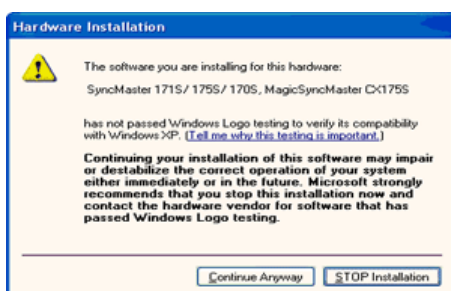 Hardware Installation
The software you are installing for this hardware:
SyncMaster 171S/ 175S/ 170S, MagicSyncMaster CX175S
has not passed Windows Logo testing to verify its compatibility
with Windows XP. (Tell me why this testing is important.)
Continuing your installation of this software may impair
or destabilize the correct operation of your system
either immediately or in the future. Microsoft strongly
recommends that you stop this installation now and
contact the hardware vendor for software that has
passed Windows Logo testing.
Continue Anyway
STOP Installation